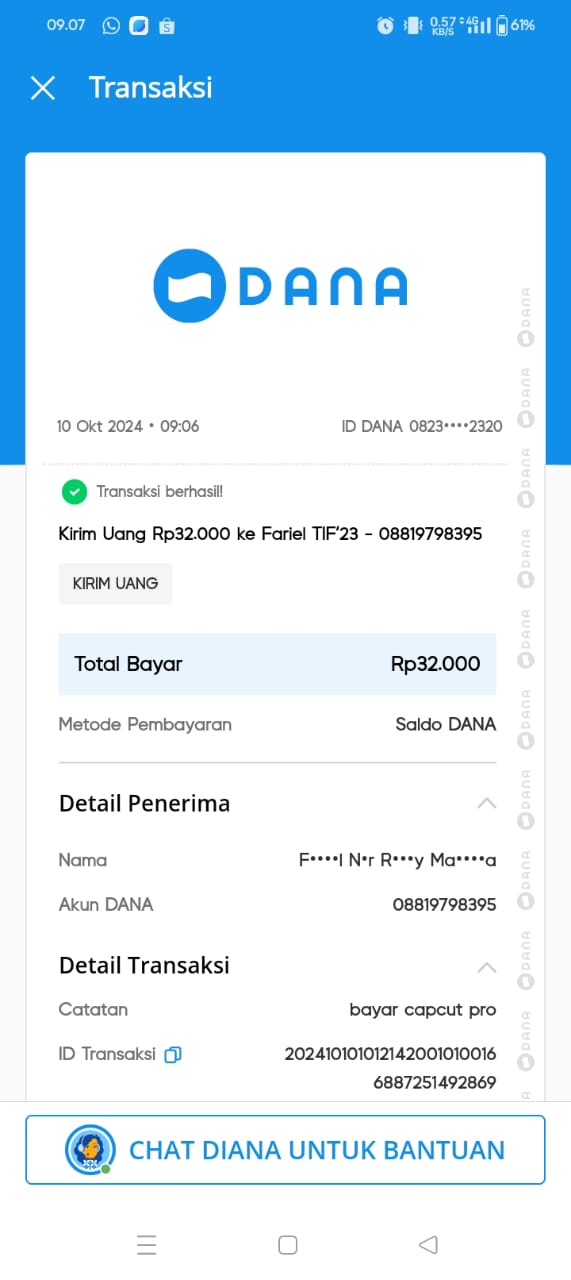 09.07 0.57 KB/S 4G 61%
Transaksi
DANA
10 Okt 2024 • 09:06 ID DANA 0823••••2320
Transaksi berhasil!
Kirim Uang Rp32.000 ke Fariel TIF'23 - 08819798395
KIRIM UANG
Total Bayar Rp32.000
Metode Pembayaran Saldo DANA
Detail Penerima
Nama F••••l N•r R•••y Ma••••a
Akun DANA 08819798395
Detail Transaksi
Catatan bayar capcut pro
ID Transaksi 202410101012142001010016
6887251492869
CHAT DIANA UNTUK BANTUAN
DANA
DANA
DANA
DANA
DANA
DANA
DANA
DANA
DANA
DANA